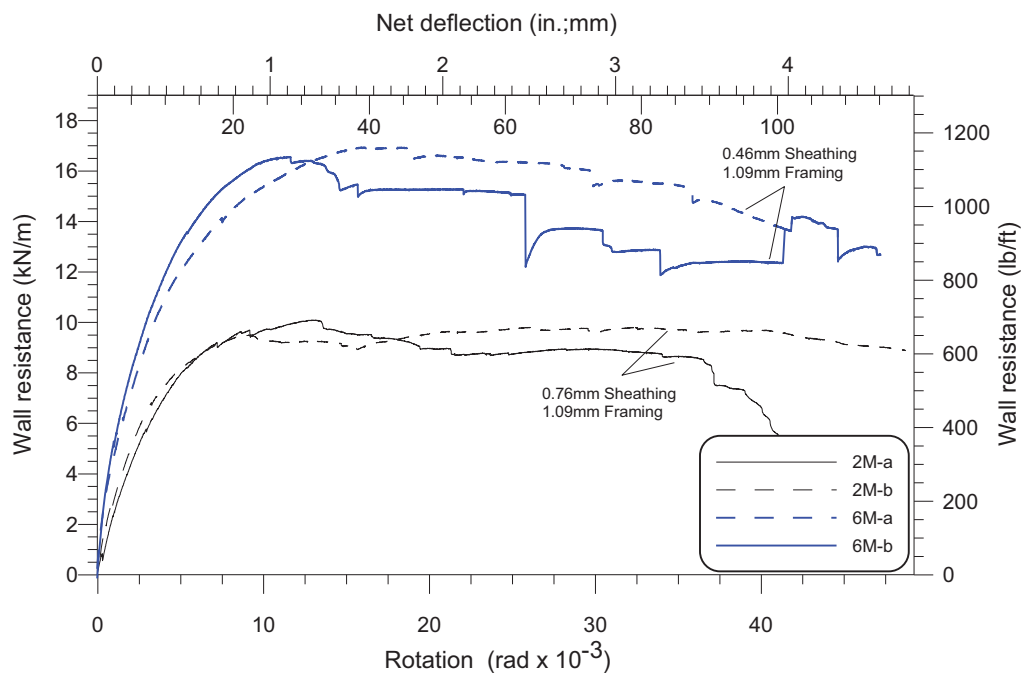 Net deflection (in.;mm)
0 1 2 3 4
20 40 60 80 100
18
16
14
12
10
8
6
4
2
0
Wall resistance (kN/m)
1200
1000
800
600
400
200
0
Wall resistance (lb/ft)
0.46mm Sheathing
1.09mm Framing
0.76mm Sheathing
1.09mm Framing
2M-a
2M-b
6M-a
6M-b
0 10 20 30 40
Rotation (rad x 10⁻³)